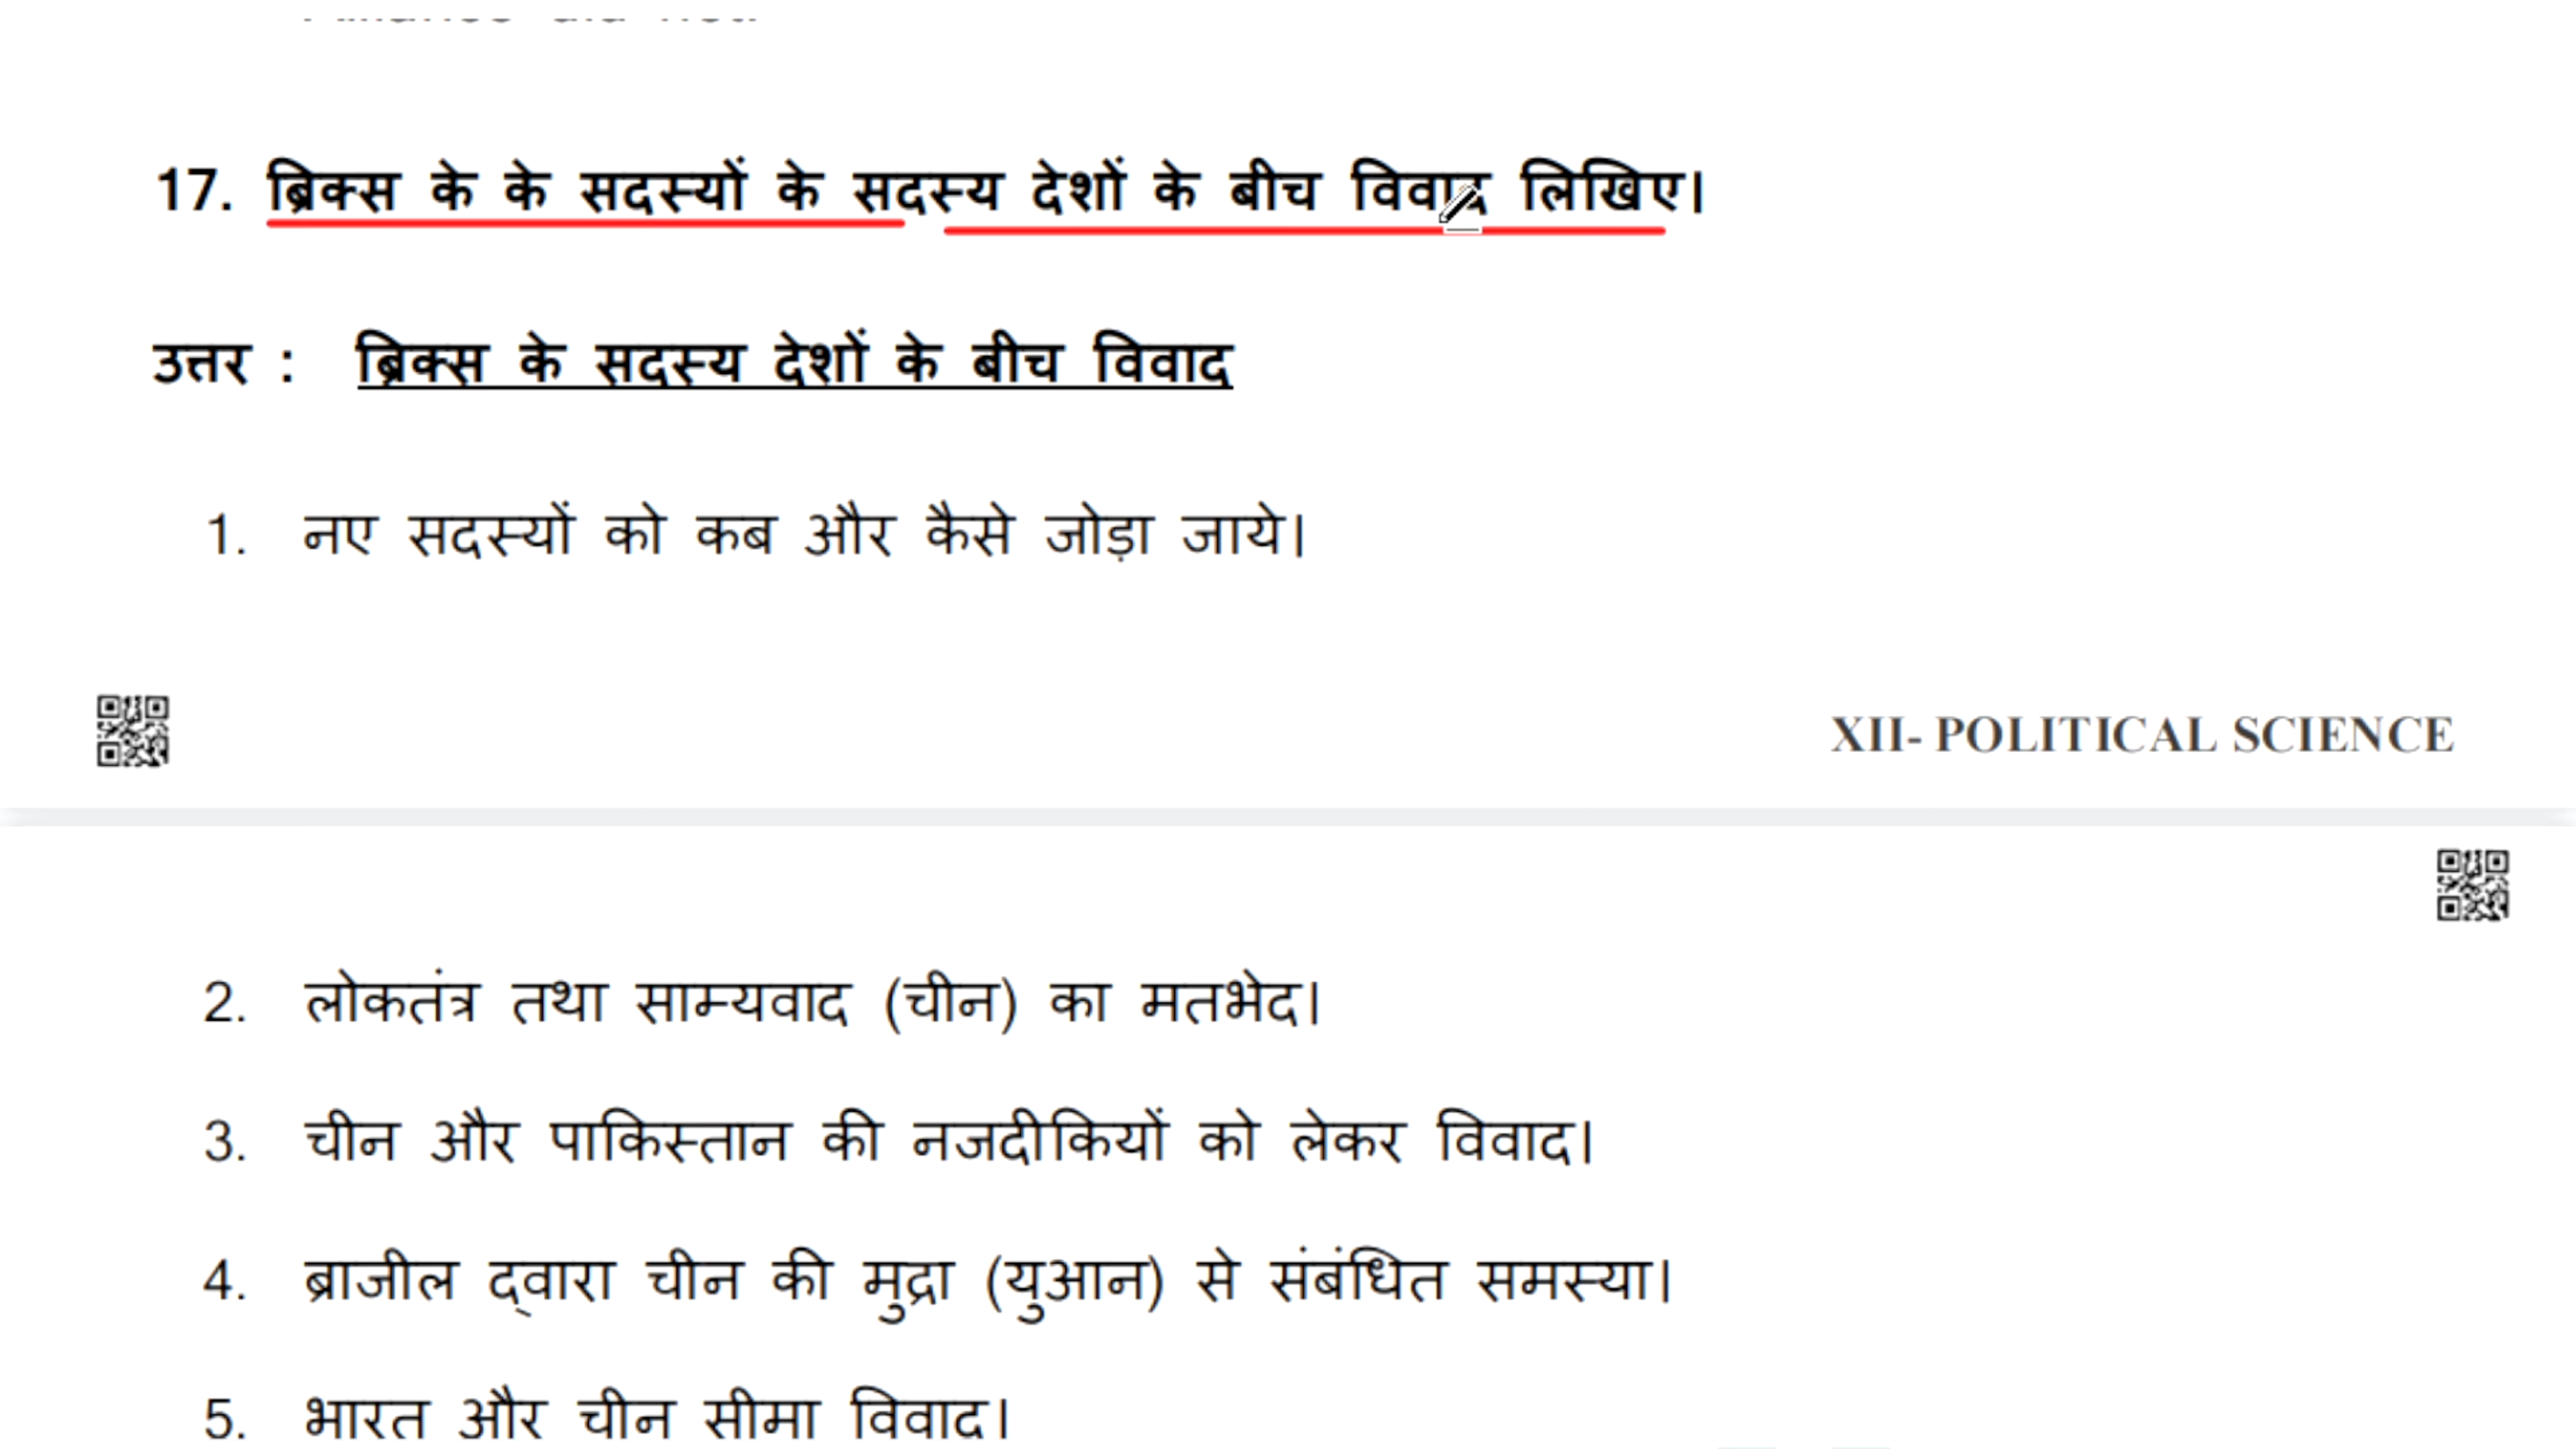 17. ब्रिक्स के के सदस्यों के सदस्य देशों के बीच विवाद लिखिए।
उत्तर : ब्रिक्स के सदस्य देशों के बीच विवाद
1. नए सदस्यों को कब और कैसे जोड़ा जाये।
XII- POLITICAL SCIENCE
2. लोकतंत्र तथा साम्यवाद (चीन) का मतभेद।
3. चीन और पाकिस्तान की नजदीकियों को लेकर विवाद।
4. ब्राजील द्वारा चीन की मुद्रा (युआन) से संबंधित समस्या।
5. भारत और चीन सीमा विवाद।